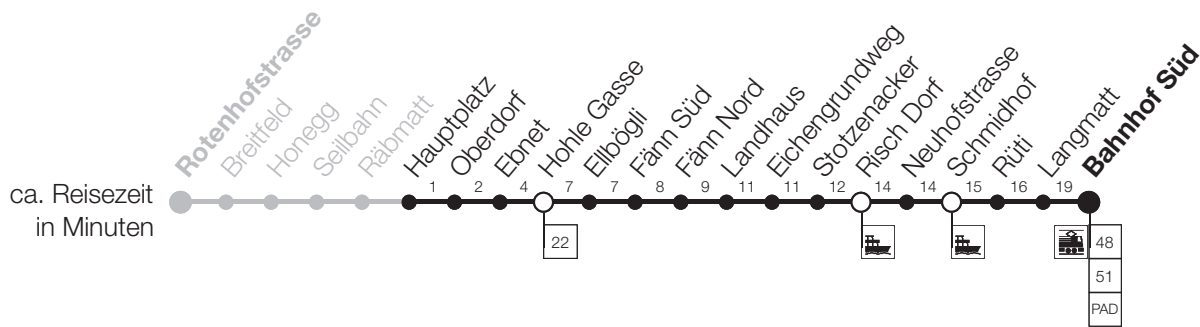 Rotenhofstrasse
Breitfeld
Honegg
Seilbahn
Räbmatt
Hauptplatz
Oberdorf
Ebnet
Hohle Gasse
Ellbögli
Fänn Süd
Fänn Nord
Landhaus
Eichengrundweg
Stotzenacker
Risch Dorf
Neuhofstrasse
Schmidhof
Rüti
Langmatt
Bahnhof Süd
ca. Reisezeit
in Minuten
1 2 4 7 7 8 9 11 11 12 14 14 15 16 19
22
48
51
PAD